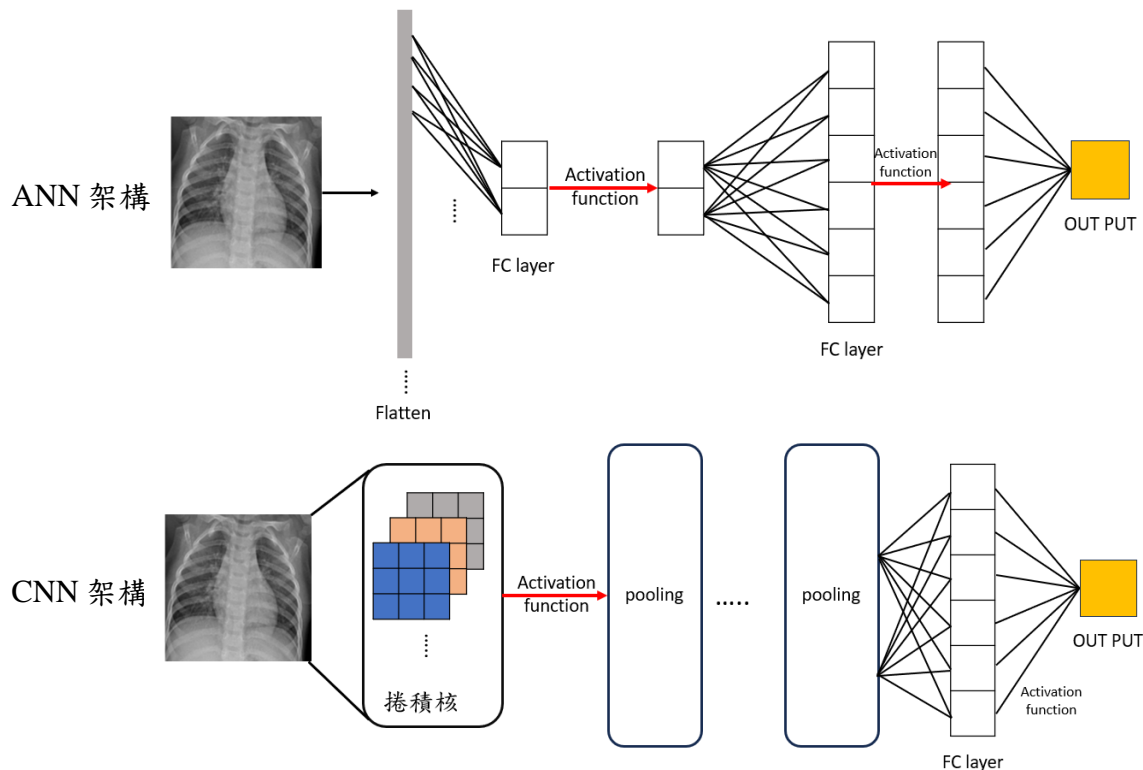 ANN 架構
Activation
function
FC layer
Activation
function
FC layer
OUT PUT
......
......
Flatten
CNN 架構
......
捲積核
Activation
function
pooling
.....
pooling
FC layer
Activation
function
OUT PUT